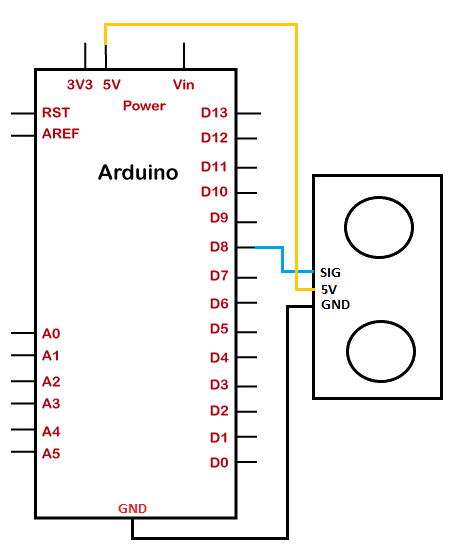 3V3 5V Vin
Power
RST D13
AREF D12
Arduino
D11
D10
D9
D8
D7
D6
D5
D4
D3
D2
D1
D0
A0
A1
A2
A3
A4
A5
GND
SIG
5V
GND